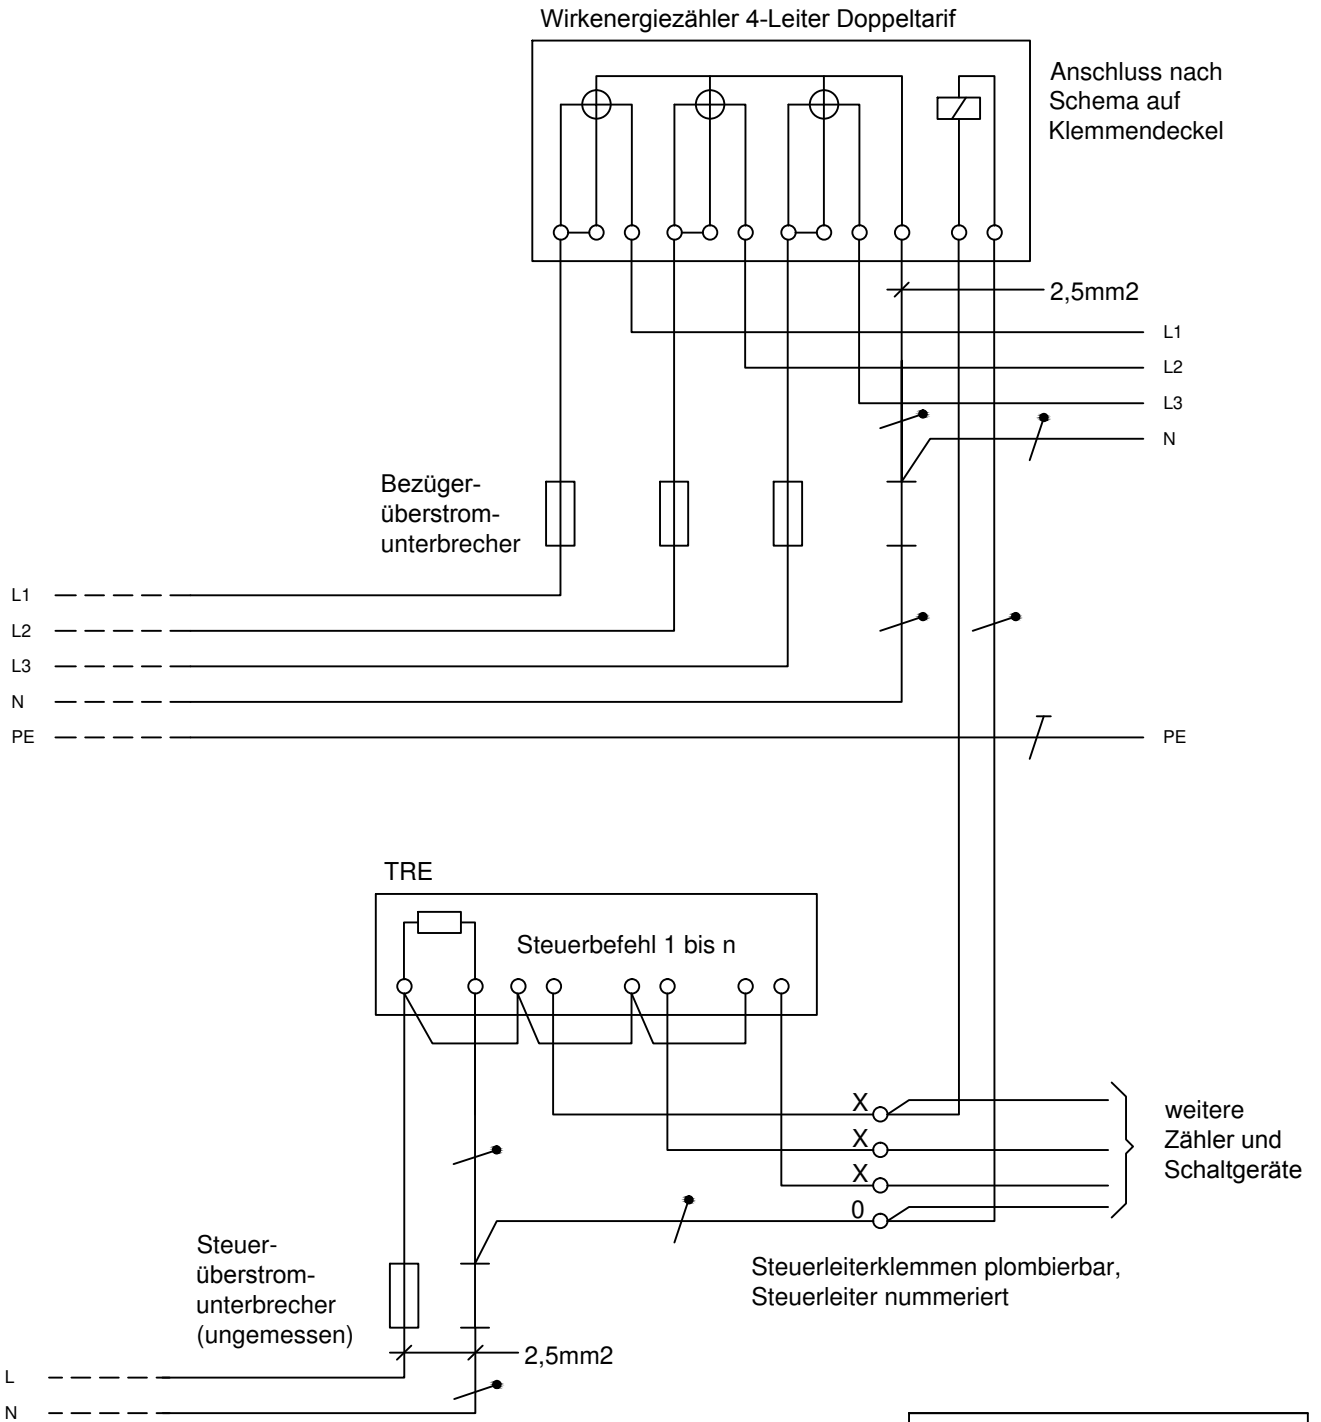 Wirkenergiezähler 4-Leiter Doppeltarif
Anschluss nach
Schema auf
Klemmendeckel
2,5mm2
L1
L2
L3
N
Bezüger-
überstrom-
unterbrecher
L1
L2
L3
N
PE
PE
TRE
Steuerbefehl 1 bis n
X
X
X
0
weitere
Zähler und
Schaltgeräte
Steuer-
überstrom-
unterbrecher
(ungemessen)
Steuerleiterklemmen plombierbar,
Steuerleiter nummeriert
2,5mm2
L
N